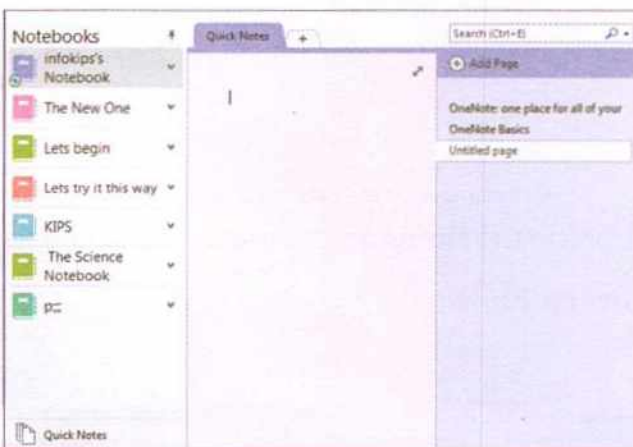 Notebooks
infokips's
Notebook
The New One
Lets begin
Lets try it this way
KIPS
The Science
Notebook
Quick Notes
Quick Notes
+
Search (Ctrl+E)
Add Page
OneNote: one place for all of your
OneNote Basics
Untitled page